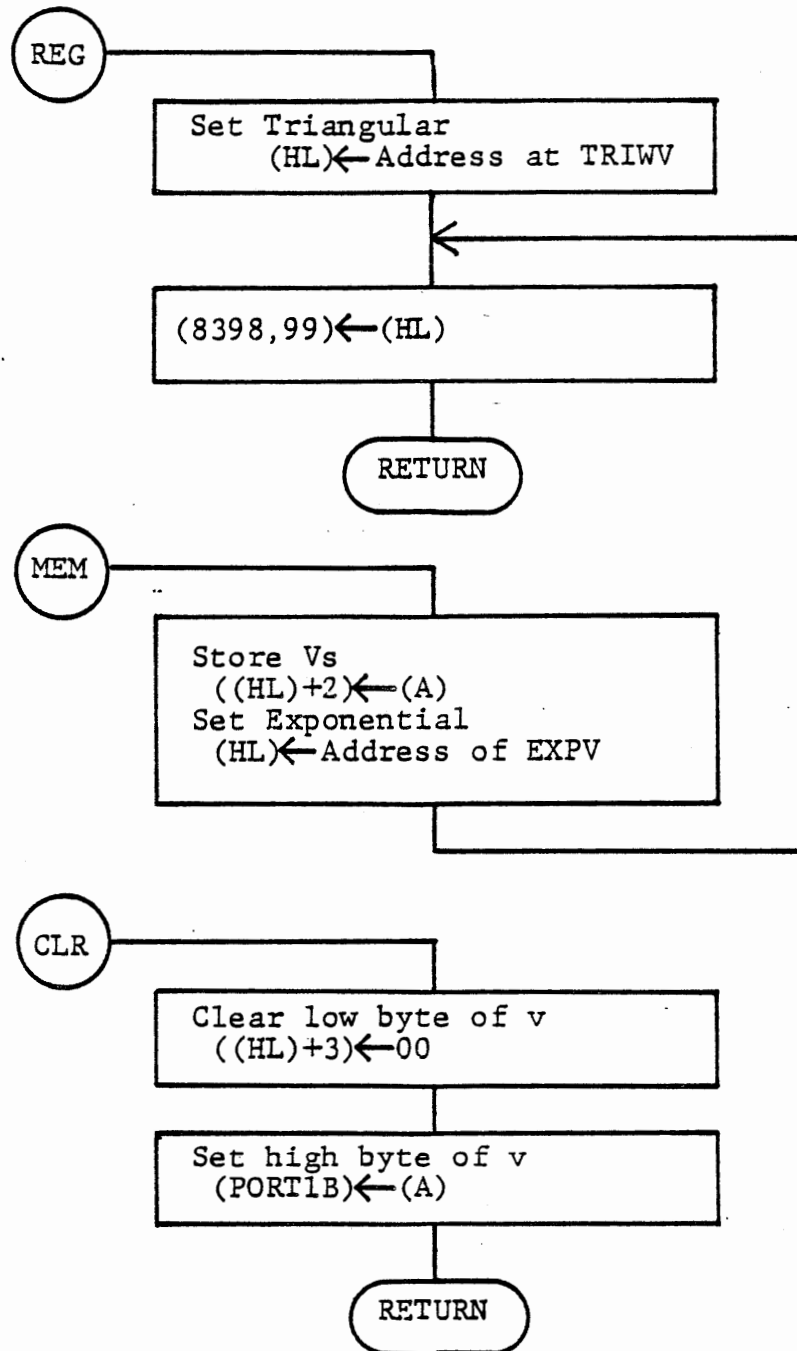 REG
Set Triangular
(HL)←Address at TRIWV
(8398,99)←(HL)
RETURN
MEM
Store Vs
((HL)+2)←(A)
Set Exponential
(HL)←Address of EXPV
CLR
Clear low byte of v
((HL)+3)←00
Set high byte of v
(PORT1B)←(A)
RETURN